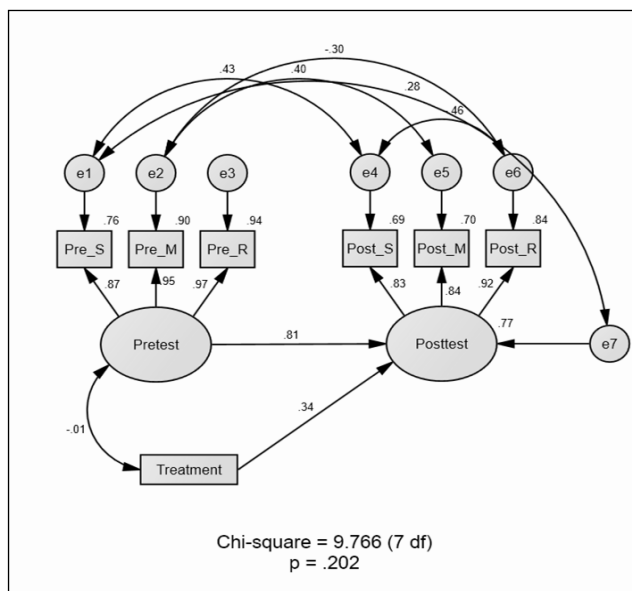 -.30
.43
.40
.28
.46
e1
e2
e3
e4
e5
e6
.76
.90
.94
.69
.70
.84
Pre_S
Pre_M
Pre_R
Post_S
Post_M
Post_R
.87
.95
.97
.83
.84
.92
.77
Pretest
.81
Posttest
e7
-.01
.34
Treatment
Chi-square = 9.766 (7 df)
p = .202